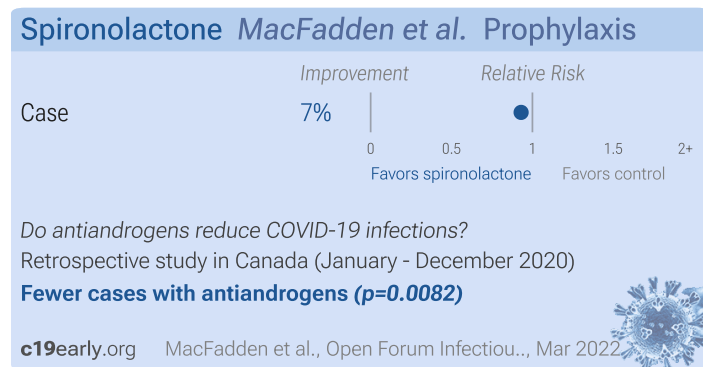 Spironolactone MacFadden et al. Prophylaxis
Improvement Relative Risk
Case 7%
0 0.5 1 1.5 2+
Favors spironolactone Favors control
Do antiandrogens reduce COVID-19 infections?
Retrospective study in Canada (January - December 2020)
Fewer cases with antiandrogens (p=0.0082)
c19early.org MacFadden et al., Open Forum Infectiou.., Mar 2022